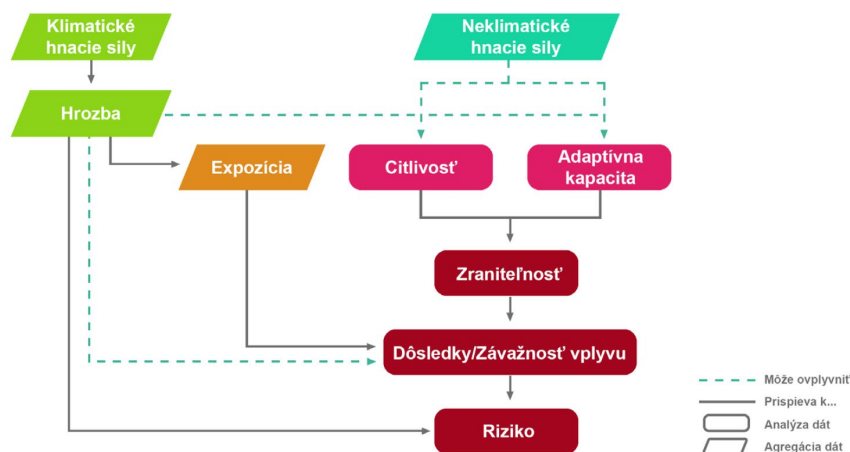 Klimatické
hnacie sily
Neklimatické
hnacie sily
Hrozba
Expozícia
Citlivosť
Adaptívna
kapacita
Zraniteľnosť
Dôsledky/Závažnosť vplyvu
Riziko
Môže ovplyvniť
Prispieva k...
Analýza dát
Agregácia dát